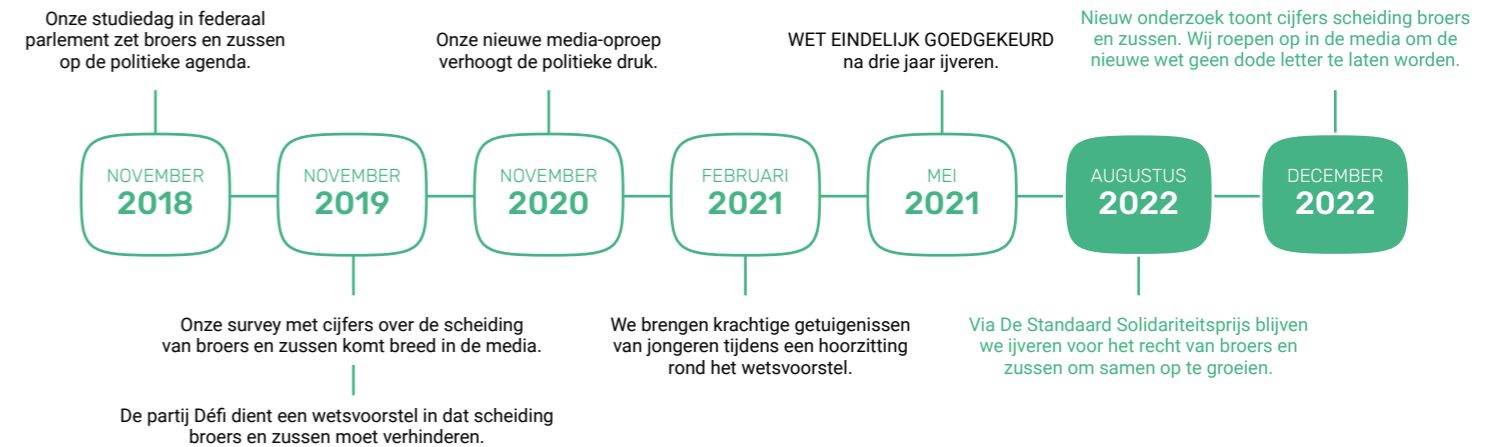 Onze studiedag in federaal
parlement zet broers en zussen
op de politieke agenda.
Onze nieuwe media-oproep
verhoogt de politieke druk.
WET EINDELIJK GOEDGEKEURD
na drie jaar ijveren.
Nieuw onderzoek toont cijfers scheiding broers
en zussen. Wij roepen op in de media om de
nieuwe wet geen dode letter te laten worden.
NOVEMBER
2018
NOVEMBER
2019
NOVEMBER
2020
FEBRUARI
2021
MEI
2021
AUGUSTUS
2022
DECEMBER
2022
Onze survey met cijfers over de scheiding
van broers en zussen komt breed in de media.
De partij Défi dient een wetsvoorstel in dat scheiding
broers en zussen moet verhinderen.
We brengen krachtige getuigenissen
van jongeren tijdens een hoorzitting
rond het wetsvoorstel.
Via De Standaard Solidariteitsprijs blijven
we ijveren voor het recht van broers en
zussen om samen op te groeien.